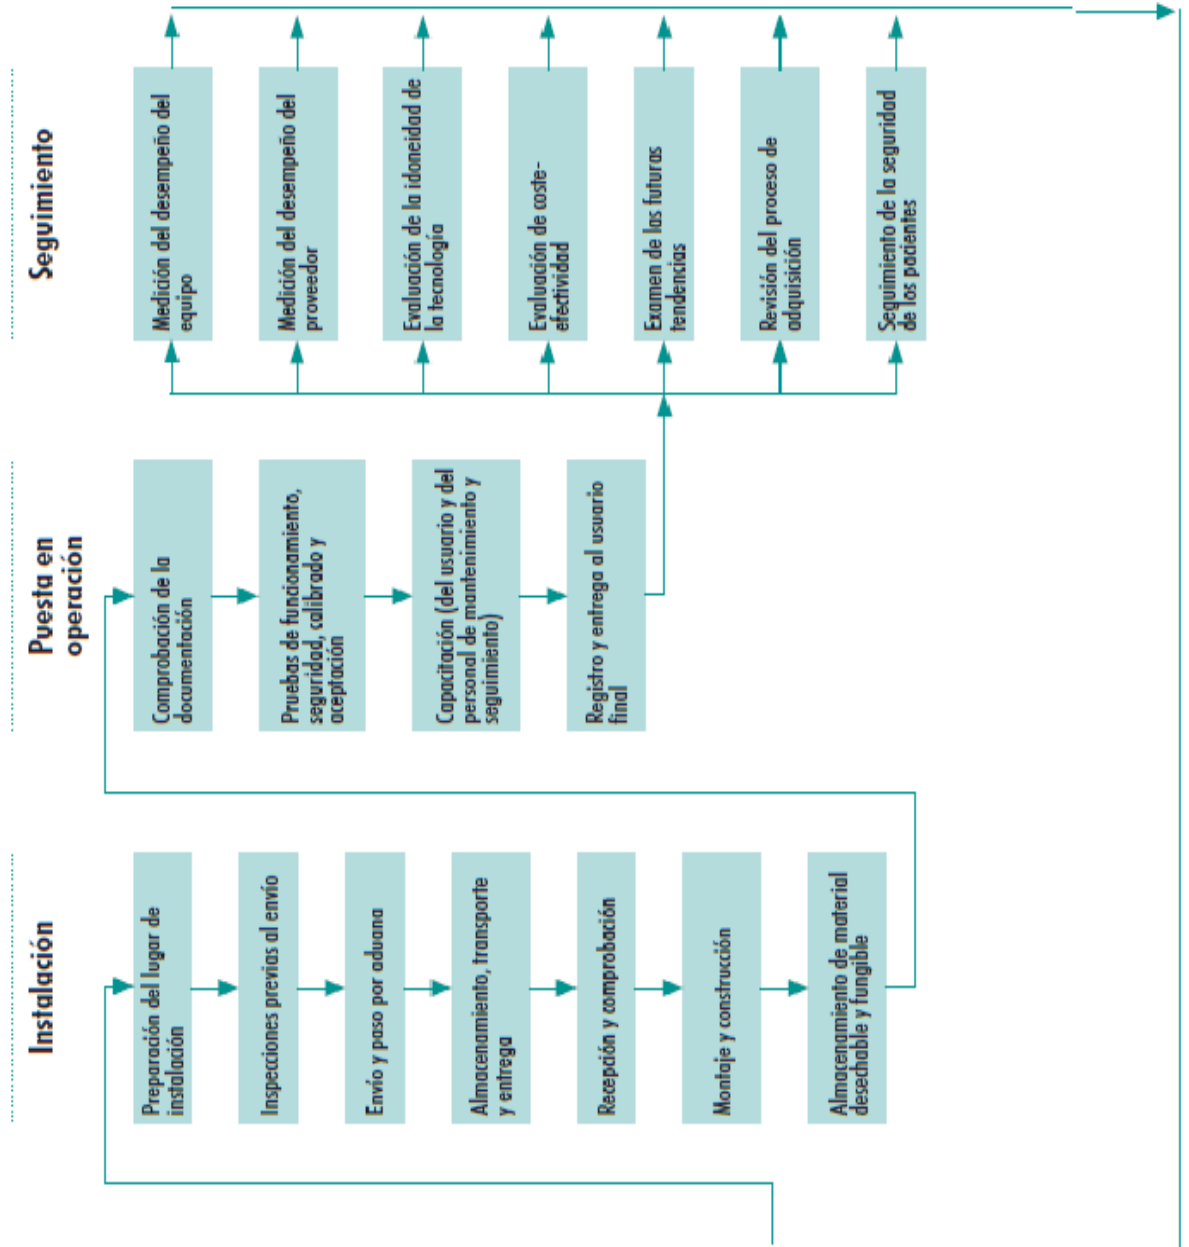 Instalación
Preparación del lugar de
instalación
Inspecciones previas al envío
Envío y paso por aduana
Almacenamiento, transporte
y entrega
Recepción y comprobación
Montaje y construcción
Almacenamiento de material
desechable y fungible
Puesta en
operación
Comprobación de la
documentación
Pruebas de funcionamiento,
seguridad, calibrado y
aceptación
Capacitación (del usuario y del
personal de mantenimiento y
seguimiento)
Registro y entrega al usuario
final
Seguimiento
Medición del desempeño del
equipo
Medición del desempeño del
proveedor
Evaluación de la idoneidad de
la tecnología
Evaluación de coste-
efectividad
Examen de las futuras
tendencias
Revisión del proceso de
adquisición
Seguimiento de la seguridad
de los pacientes